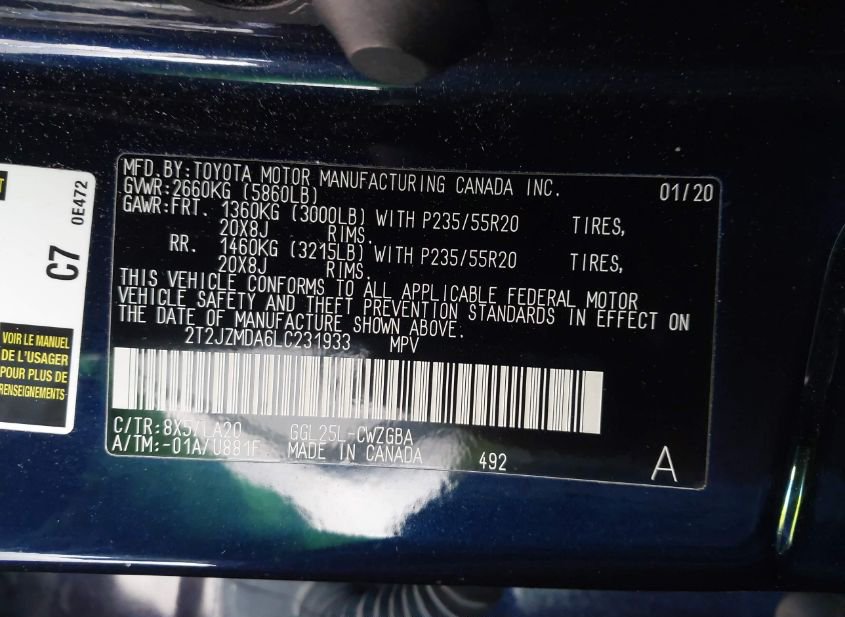 T
0E472
C7
VOIR LE MANUEL
DE L'USAGER
POUR PLUS DE
RENSEIGNEMENTS
MFD.BY:TOYOTA MOTOR MANUFACTURING CANADA INC. 01/20
GVWR:2660KG (5860LB)
GAWR:FRT. 1360KG (3000LB) WITH P235/55R20 TIRES,
20X8J RIMS.
RR. 1460KG (3215LB) WITH P235/55R20 TIRES,
20X8J RIMS.
THIS VEHICLE CONFORMS TO ALL APPLICABLE FEDERAL MOTOR
VEHICLE SAFETY AND THEFT PREVENTION STANDARDS IN EFFECT ON
THE DATE OF MANUFACTURE SHOWN ABOVE.
2T2JZMDA6LC231933 MPV
C/TR:8X5/LA20 GGL25L-CWZGBA
A/TM:-01A/U881F MADE IN CANADA 492
A